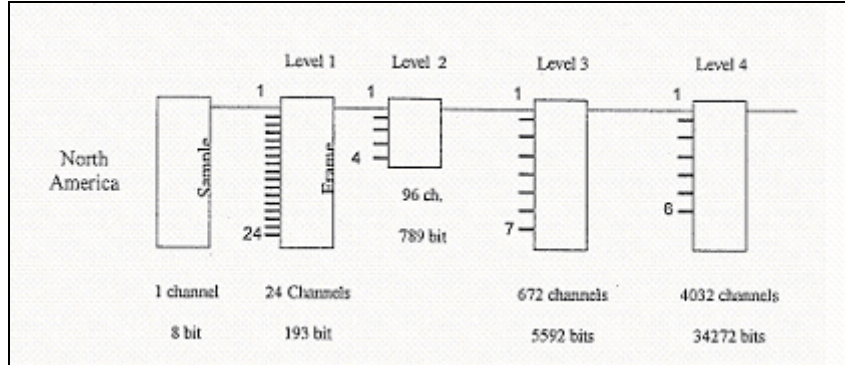 Level 1 Level 2 Level 3 Level 4
1 1 1 1
North
America
Sample
Frame
4
6
7
24
96 ch,
789 bit
1 channel 24 Channels 672 channels 4032 channels
8 bit 193 bit 5592 bits 34272 bits